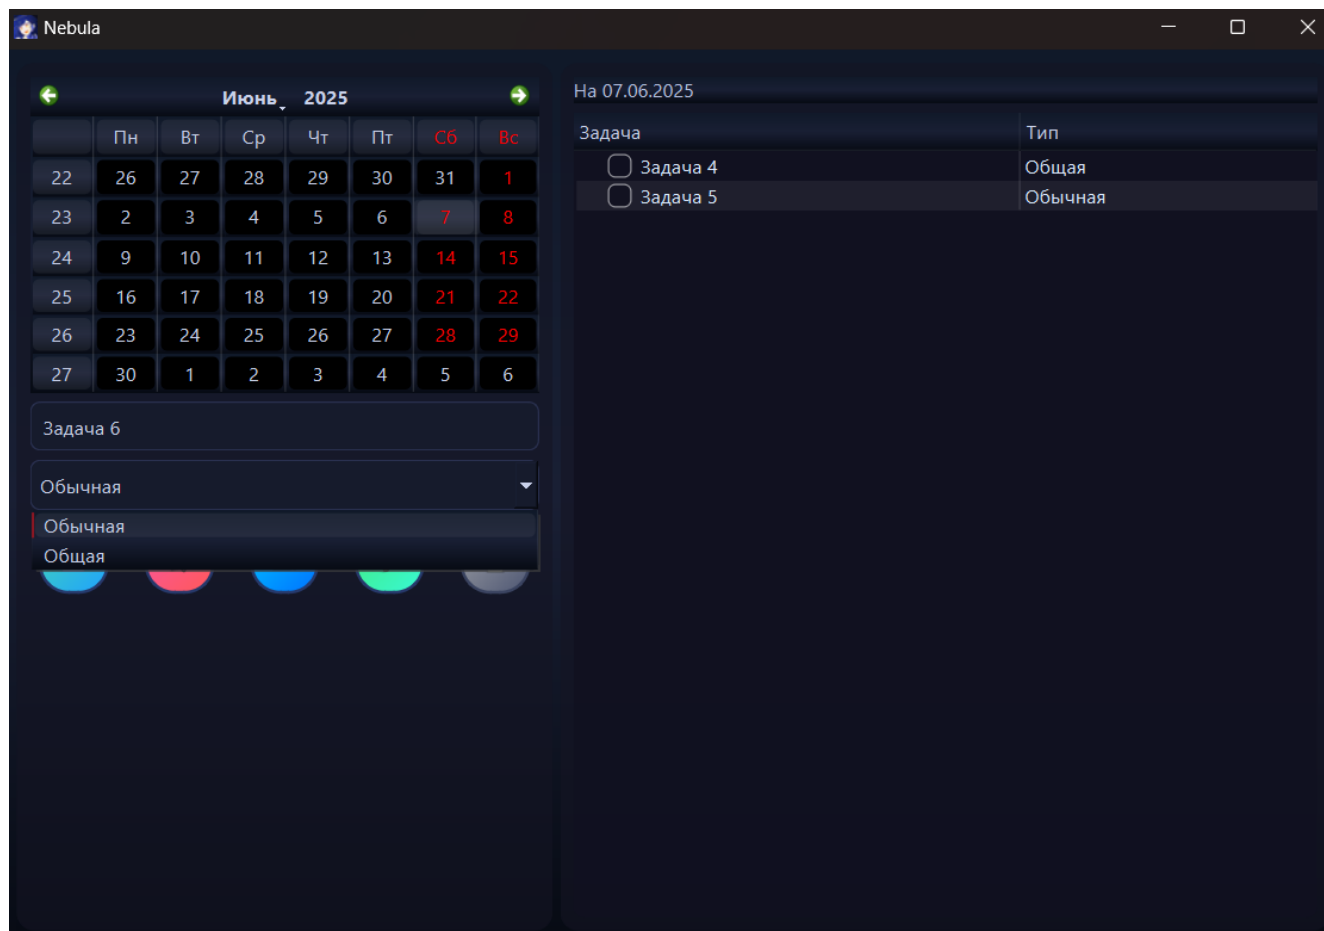 Nebula
Июнь 2025
Пн Вт Ср Чт Пт Сб Вс
22 26 27 28 29 30 31 1
23 2 3 4 5 6 7 8
24 9 10 11 12 13 14 15
25 16 17 18 19 20 21 22
26 23 24 25 26 27 28 29
27 30 1 2 3 4 5 6
Задача 6
Обычная
Обычная
Общая
На 07.06.2025
Задача Тип
Задача 4 Общая
Задача 5 Обычная